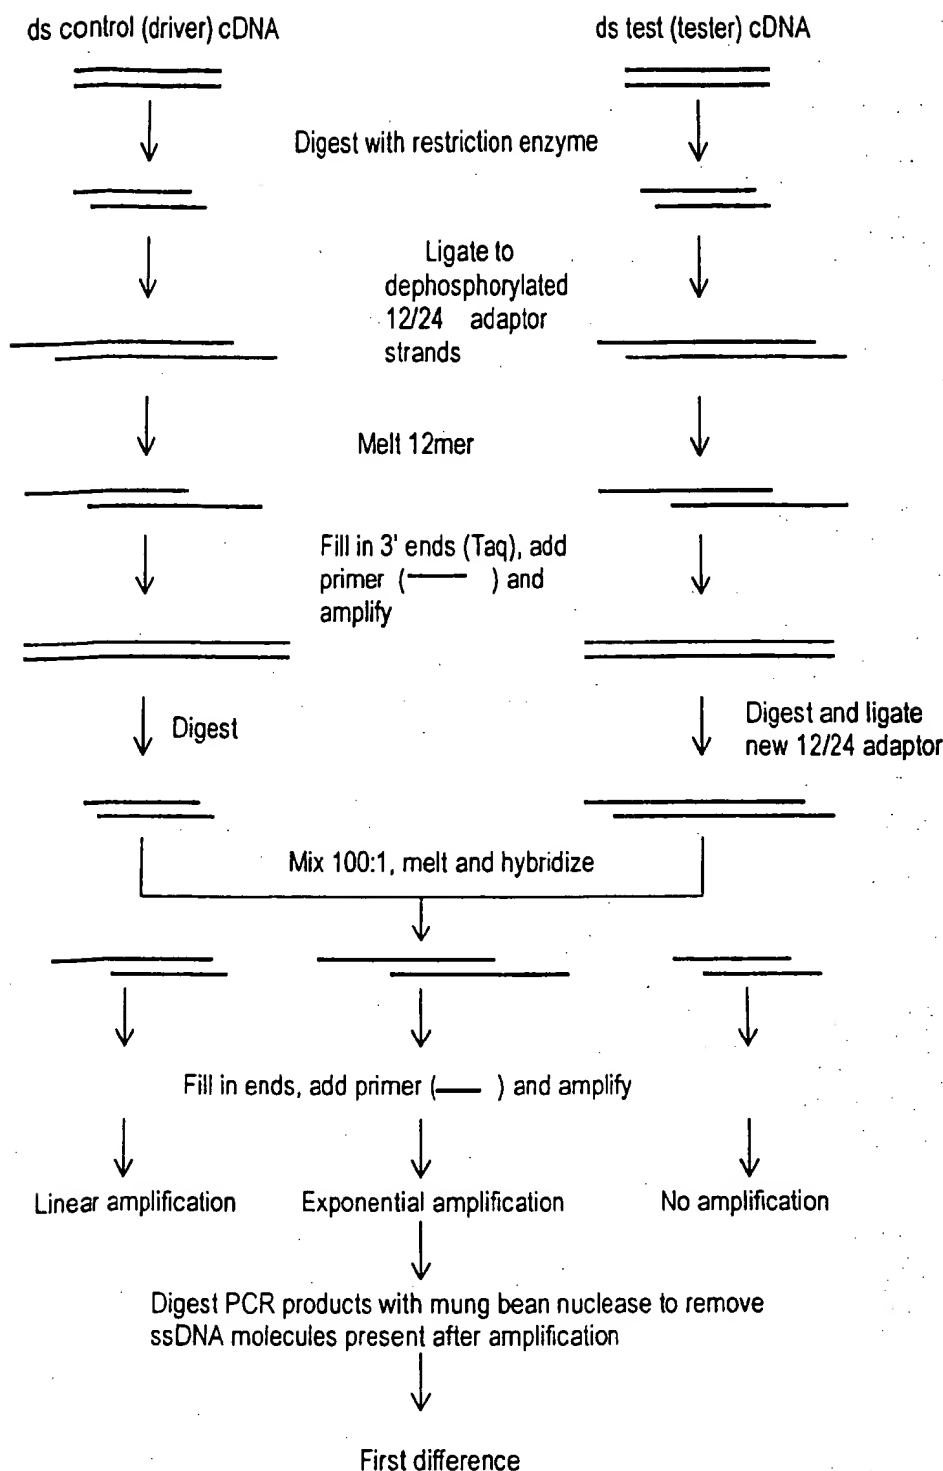 ds control (driver) cDNA
ds test (tester) cDNA
Digest with restriction enzyme
Ligate to
dephosphorylated
12/24 adaptor
strands
Melt 12mer
Fill in 3' ends (Taq), add
primer ( ) and
amplify
Digest
Digest and ligate
new 12/24 adaptor
Mix 100:1, melt and hybridize
Fill in ends, add primer ( ) and amplify
Linear amplification
Exponential amplification
No amplification
Digest PCR products with mung bean nuclease to remove
ssDNA molecules present after amplification
First difference